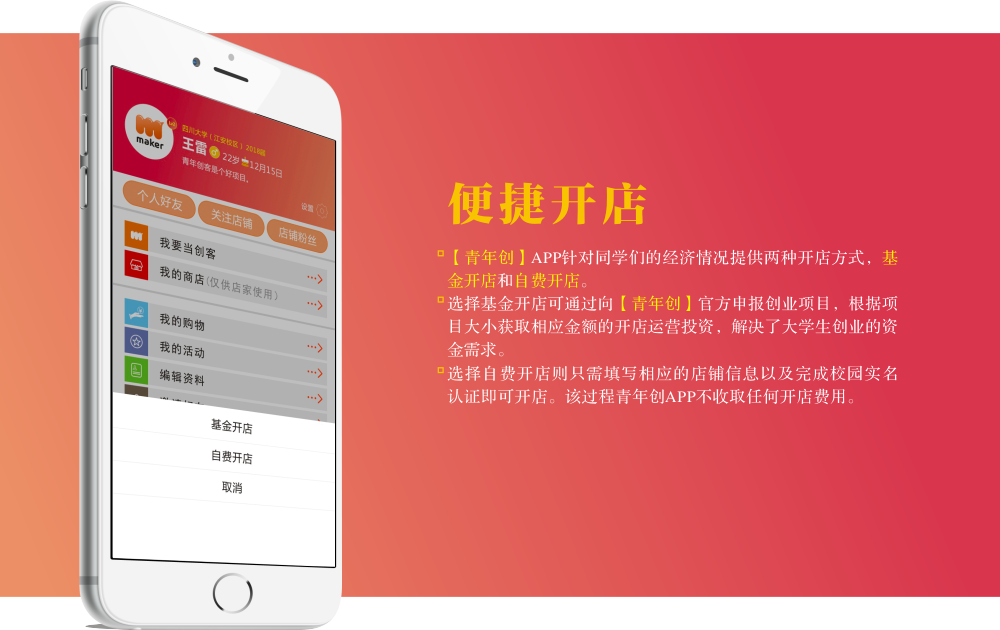 maker
四川大学（江安校区）2018届
王雷 22岁 12月15日
青年创客是个好项目。
设置
个人好友
关注店铺
店铺粉丝
我要当创客
我的商店(仅供店家使用)
我的购物
我的活动
编辑资料
基金开店
自费开店
取消
便捷开店
【青年创】APP针对同学们的经济情况提供两种开店方式，基
金开店和自费开店。
选择基金开店可通过向【青年创】官方申报创业项目，根据项
目大小获取相应金额的开店运营投资，解决了大学生创业的资
金需求。
选择自费开店则只需填写相应的店铺信息以及完成校园实名
认证即可开店。该过程青年创APP不收取任何开店费用。